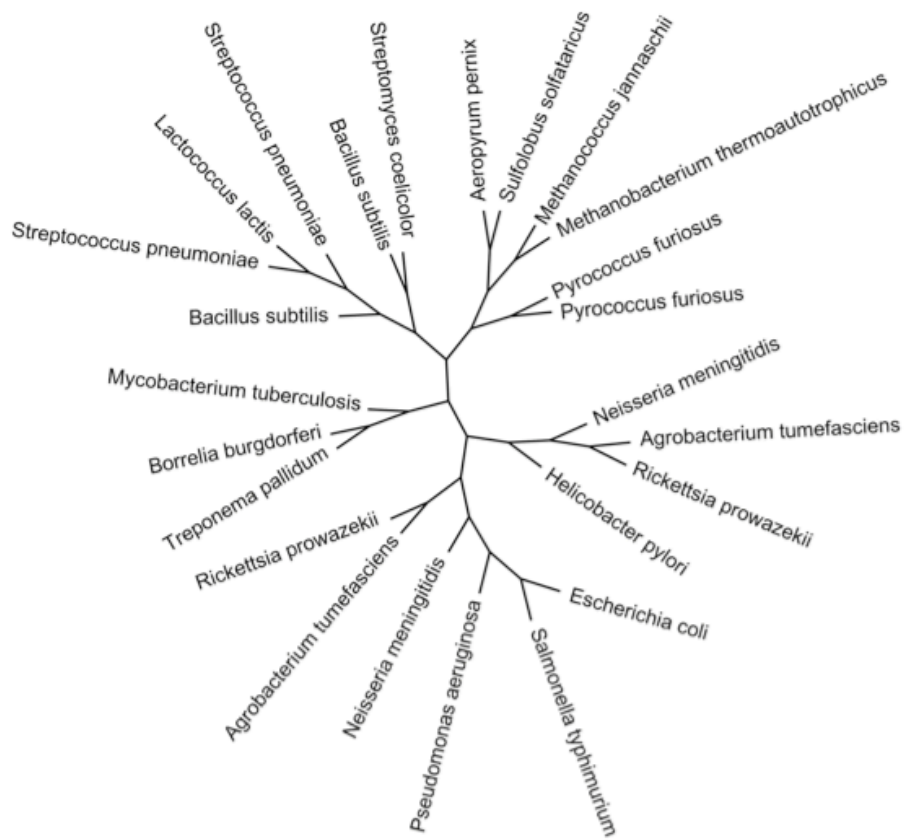 Streptomyces coelicolor
Bacillus subtilis
Streptococcus pneumoniae
Lactococcus lactis
Streptococcus pneumoniae
Bacillus subtilis
Mycobacterium tuberculosis
Borrelia burgdorferi
Treponema pallidum
Rickettsia prowazekii
Agrobacterium tumefasciens
Neisseria meningitidis
Pseudomonas aeruginosa
Salmonella typhimurium
Escherichia coli
Helicobacter pylori
Rickettsia prowazekii
Agrobacterium tumefasciens
Neisseria meningitidis
Pyrococcus furiosus
Pyrococcus furiosus
Methanobacterium thermoautotrophicus
Methanococcus jannaschii
Sulfolobus solfataricus
Aeropyrum pernix